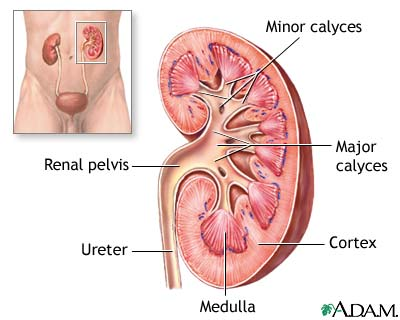 Minor calyces
Major
calyces
Renal pelvis
Ureter
Cortex
Medulla
A.D.A.M.